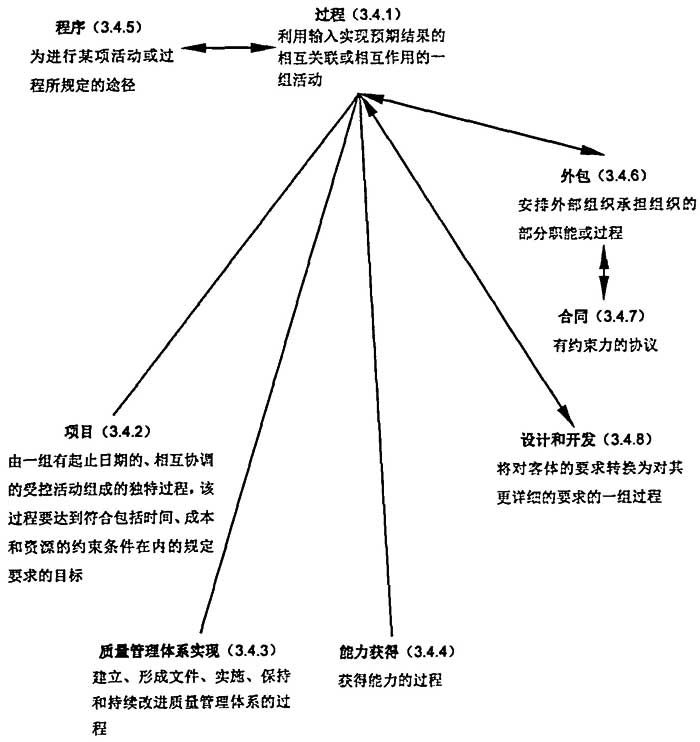 程序（3.4.5）
为进行某项活动或过
程所规定的途径
过程（3.4.1）
利用输入实现预期结果的
相互关联或相互作用的一
组活动
外包（3.4.6）
安持外部组织承担组织的
部分职能或过程
合同（3.4.7）
有约束力的协议
项目（3.4.2）
由一组有起止日期的、相互协调
的受控活动组成的独特过程，该
过程要达到符合包括时间、成本
和资源的约束条件在内的规定
要求的目标
设计和开发（3.4.8）
将对客体的要求转换为对其
更详细的要求的一组过程
质量管理体系实现（3.4.3）
建立、形成文件、实施、保持
和持续改进质量管理体系的过
程
能力获得（3.4.4）
获得能力的过程